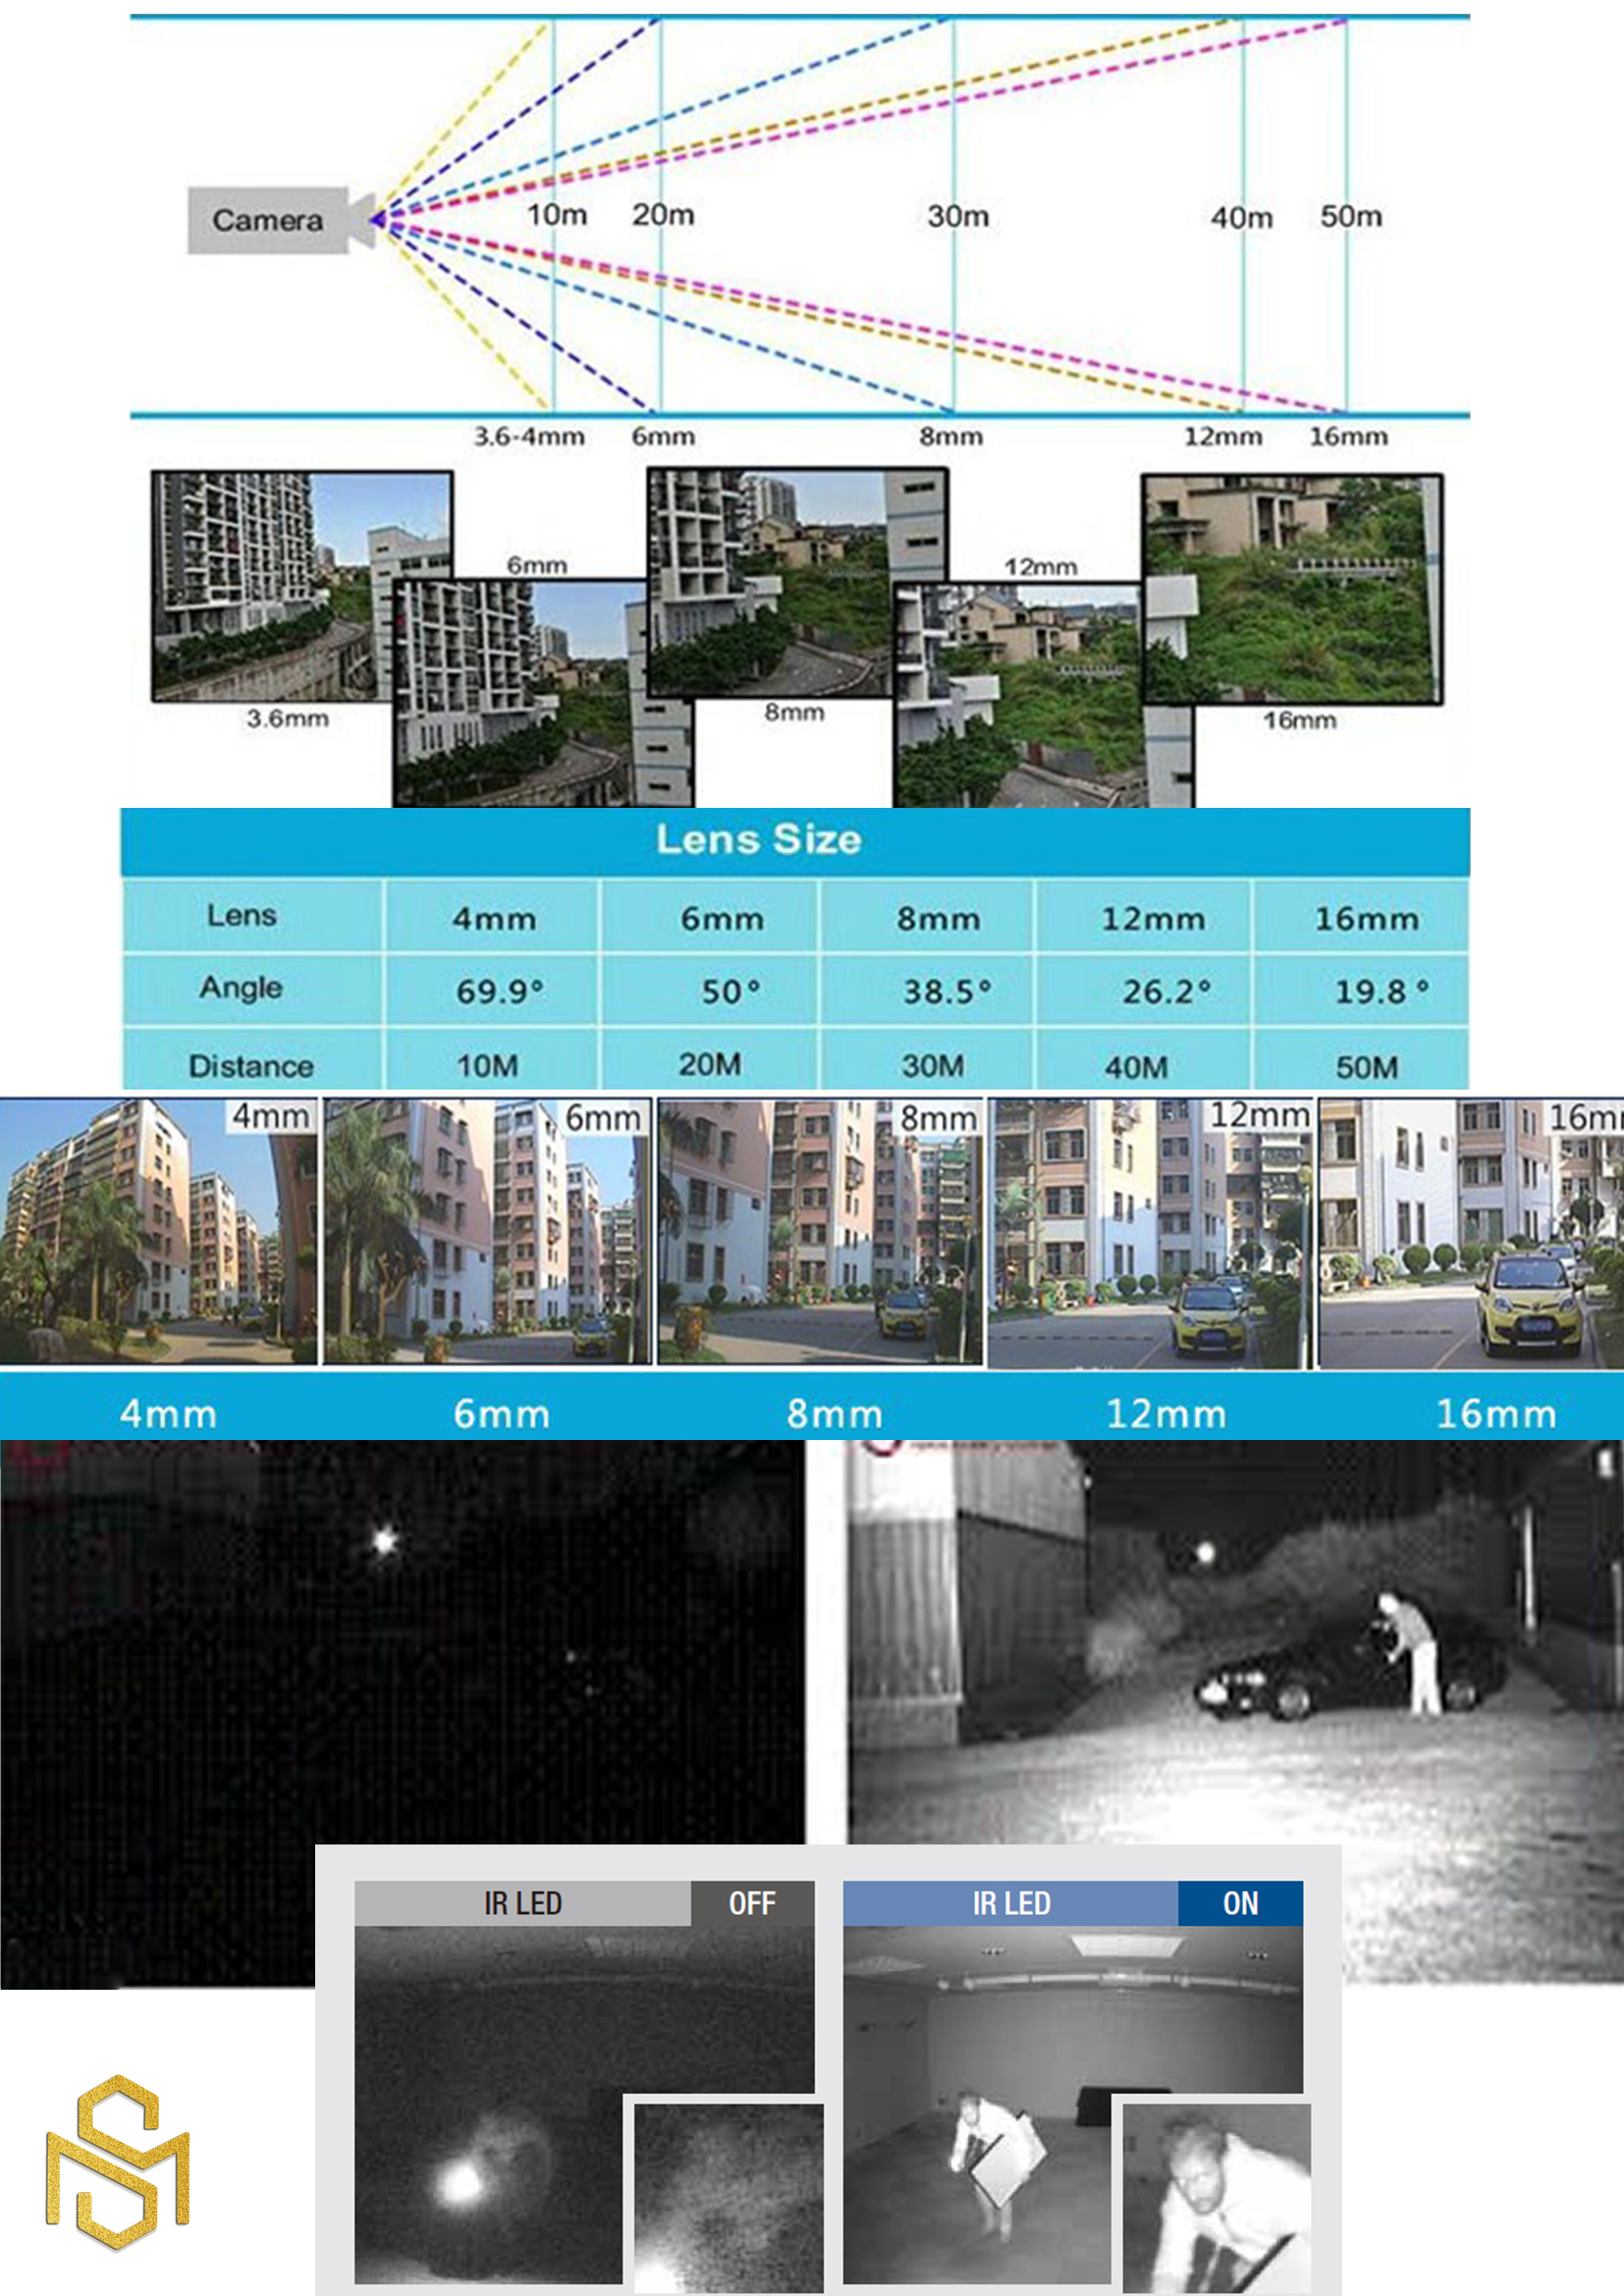 Camera
10m 20m 30m 40m 50m
3.6-4mm 6mm 8mm 12mm 16mm
6mm
12mm
3.6mm
8mm
16mm
Lens Size
Lens 4mm 6mm 8mm 12mm 16mm
Angle 69.9° 50° 38.5° 26.2° 19.8°
Distance 10M 20M 30M 40M 50M
4mm 6mm 8mm 12mm 16m
4mm 6mm 8mm 12mm 16mm
IR LED OFF IR LED ON